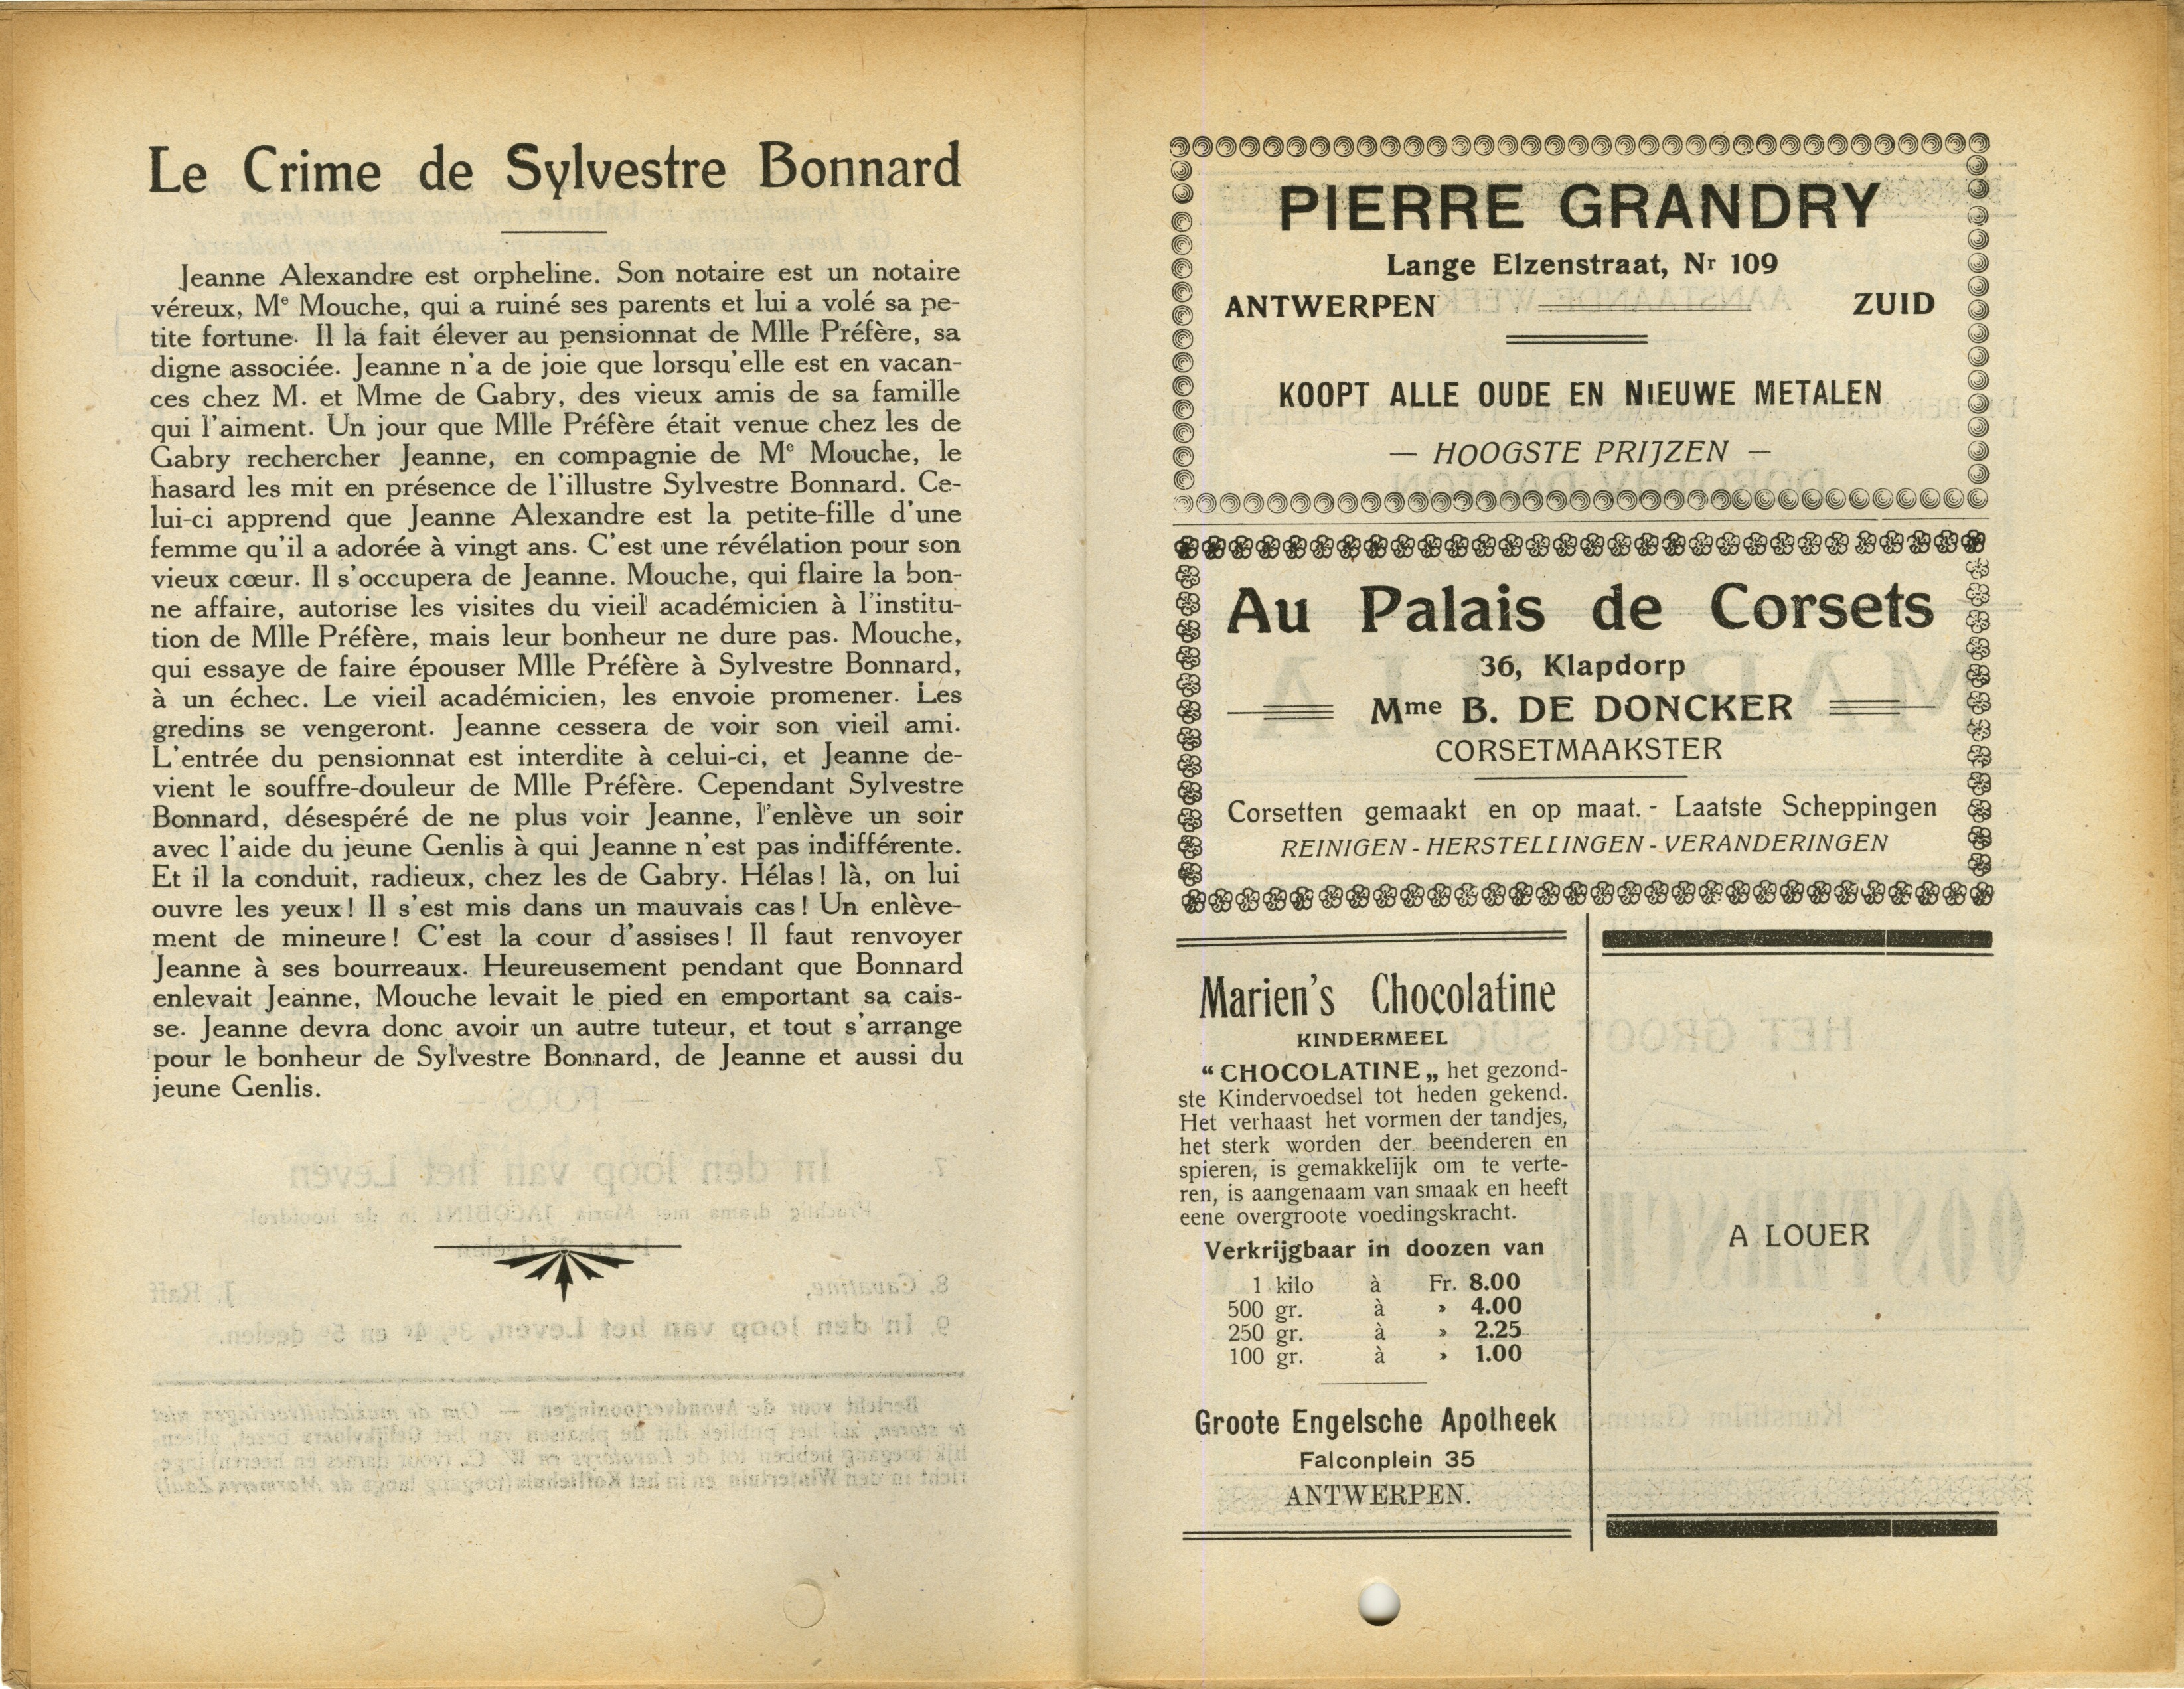 Le Crime de Sylvestre Bonnard
Jeanne Alexandre est orpheline. Son notaire est un notaire
véreux, Me Mouche, qui a ruiné ses parents et lui a volé sa pe-
tite fortune. Il la fait élever au pensionnat de Mlle Préfère, sa
digne associée. Jeanne n'a de joie que lorsqu'elle est en vacan-
ces chez M. et Mme de Gabry, des vieux amis de sa famille
qui l'aiment. Un jour que Mlle Préfère était venue chez les de
Gabry rechercher Jeanne, en compagnie de Me Mouche, le
hasard les mit en présence de l'illustre Sylvestre Bonnard. Ce-
lui-ci apprend que Jeanne Alexandre est la petite-fille d'une
femme qu'il a adorée à vingt ans. C'est une révélation pour son
vieux cœur. Il s'occupera de Jeanne. Mouche, qui flaire la bon-
ne affaire, autorise les visites du vieil académicien à l'institu-
tion de Mlle Préfère, mais leur bonheur ne dure pas. Mouche,
qui essaye de faire épouser Mlle Préfère à Sylvestre Bonnard,
à un échec. Le vieil académicien, les envoie promener. Les
gredins se vengeront. Jeanne cessera de voir son vieil ami.
L'entrée du pensionnat est interdite à celui-ci, et Jeanne de-
vient le souffre-douleur de Mlle Préfère. Cependant Sylvestre
Bonnard, désespéré de ne plus voir Jeanne, l'enlève un soir
avec l'aide du jeune Genlis à qui Jeanne n'est pas indifférente.
Et il la conduit, radieux, chez les de Gabry. Hélas! là, on lui
ouvre les yeux! Il s'est mis dans un mauvais cas! Un enlève-
ment de mineure! C'est la cour d'assises! Il faut renvoyer
Jeanne à ses bourreaux. Heureusement pendant que Bonnard
enlevait Jeanne, Mouche levait le pied en emportant sa cais-
se. Jeanne devra donc avoir un autre tuteur, et tout s'arrange
pour le bonheur de Sylvestre Bonnard, de Jeanne et aussi du
jeune Genlis.
PIERRE GRANDRY
Lange Elzenstraat, Nr 109
ANTWERPEN ZUID
KOOPT ALLE OUDE EN NIEUWE METALEN
— HOOGSTE PRIJZEN —
Au Palais de Corsets
36, Klapdorp
Mme B. DE DONCKER
CORSETMAAKSTER
Corsetten gemaakt en op maat. - Laatste Scheppingen
REINIGEN - HERSTELLINGEN - VERANDERINGEN
Marien's Chocolatine
KINDERMEEL
“CHOCOLATINE„ het gezond-
ste Kindervoedsel tot heden gekend.
Het verhaast het vormen der tandjes,
het sterk worden der beenderen en
spieren, is gemakkelijk om te verte-
ren, is aangenaam van smaak en heeft
eene overgroote voedingskracht.
Verkrijgbaar in doozen van
1 kilo à Fr. 8.00
500 gr. à » 4.00
250 gr. à » 2.25
100 gr. à » 1.00
Groote Engelsche Apotheek
Falconplein 35
ANTWERPEN.
A LOUER